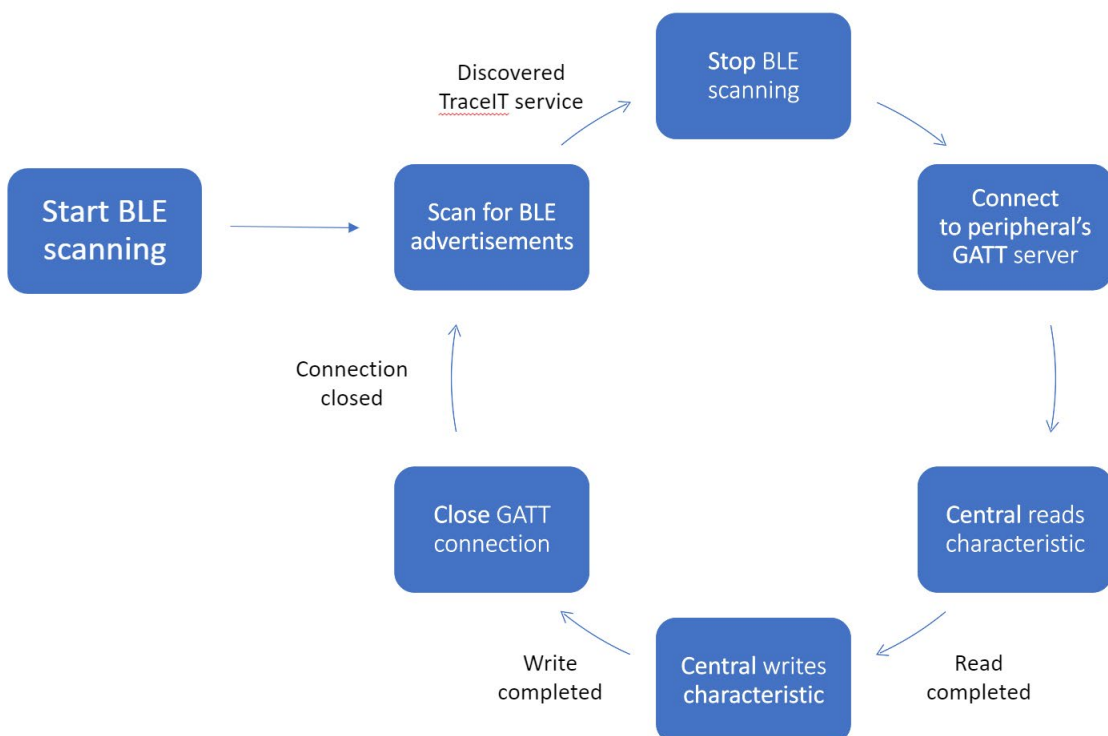 Start BLE
scanning
Scan for BLE
advertisements
Discovered
TraceIT service
Stop BLE
scanning
Connect
to peripheral's
GATT server
Central reads
characteristic
Read
completed
Central writes
characteristic
Write
completed
Close GATT
connection
Connection
closed